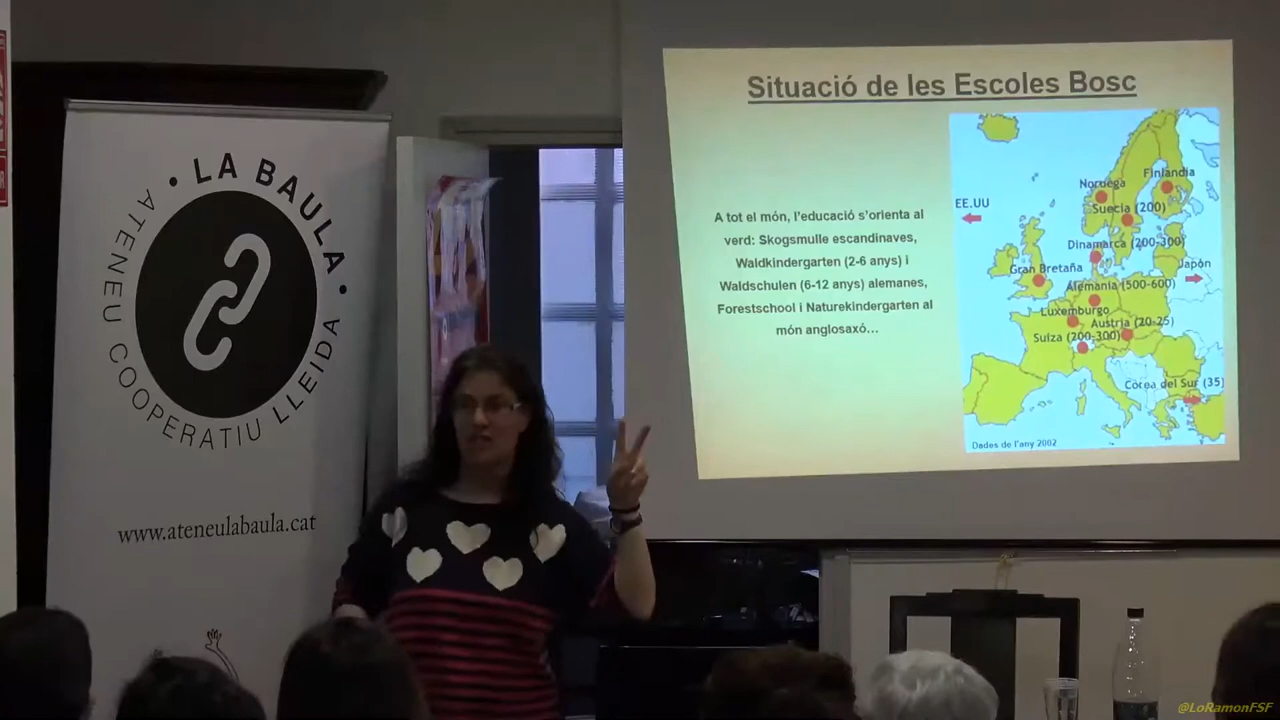 • LA BAULA •
ATENEU COOPERATIU LLEIDA
www.ateneulabaula.cat
Situació de les Escoles Bosc
A tot el món, l'educació s'orienta al
verd: Skogsmulle escandinaves,
Waldkindergarten (2-6 anys) i
Waldschulen (6-12 anys) alemanes,
Forestschool i Naturekindergarten al
món anglosaxó...
Finlandia
Noruega
EE.UU
Suecia (200)
Dinamarca (200-300)
Japón
Gran Bretaña
Alemania (500-600)
Luxemburgo
Austria (20-25)
Suiza (200-300)
Corea del Sur (35)
Dades de l'any 2002
@LoRamonFSF